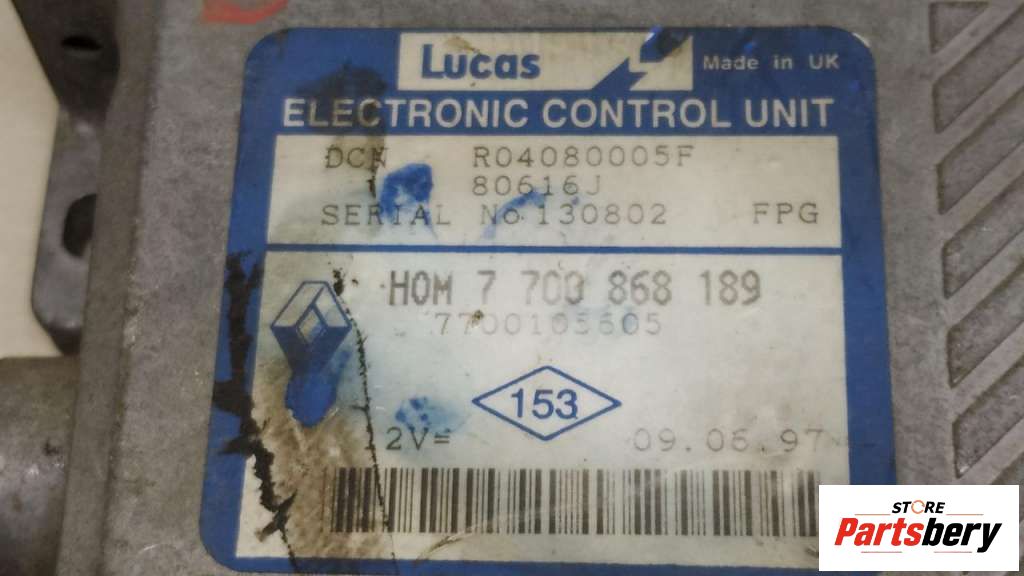 Lucas
Made in UK
ELECTRONIC CONTROL UNIT
DCN R04080005F
80616J
SERIAL No 130802 FPG
HOM 7 700 868 189
7700105605
153
2V= 09.06.97
STORE
Partsbery